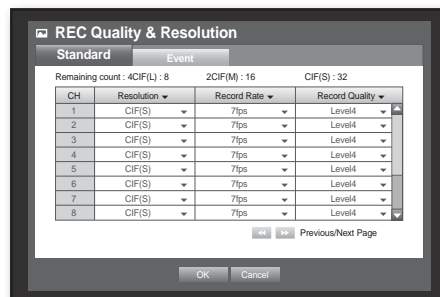 REC Quality & Resolution
Standard Event
Remaining count : 4CIF(L) : 8 2CIF(M) : 16 CIF(S) : 32
CH Resolution Record Rate Record Quality
1 CIF(S) 7fps Level4
2 CIF(S) 7fps Level4
3 CIF(S) 7fps Level4
4 CIF(S) 7fps Level4
5 CIF(S) 7fps Level4
6 CIF(S) 7fps Level4
7 CIF(S) 7fps Level4
8 CIF(S) 7fps Level4
Previous/Next Page
OK Cancel